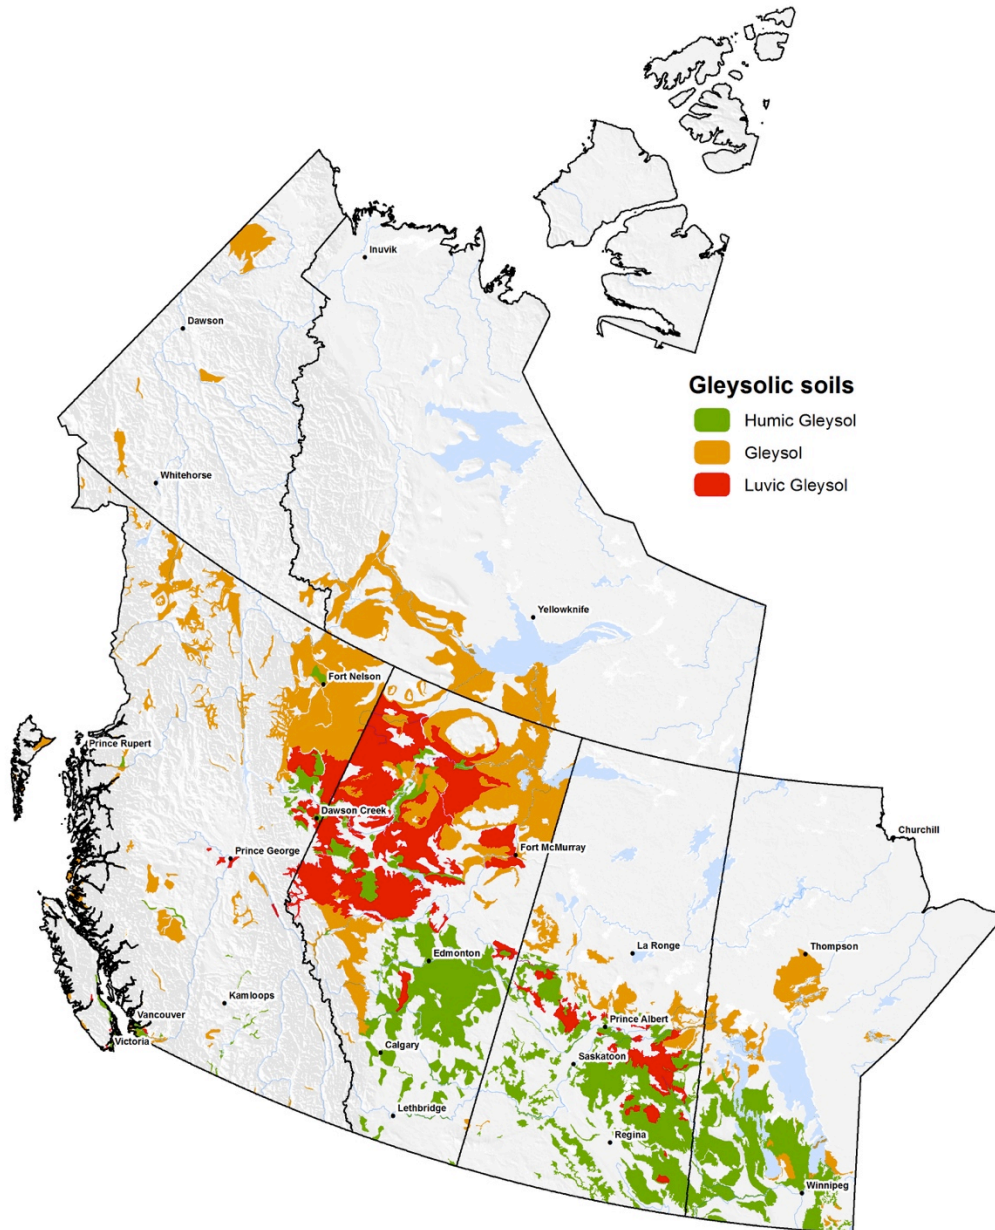 Inuvik
Dawson
Gleysolic soils
Humic Gleysol
Gleysol
Luvic Gleysol
Whitehorse
Yellowknife
Fort Nelson
Prince Rupert
Dawson Creek
Churchill
Prince George
Fort McMurray
La Ronge
Thompson
Edmonton
Kamloops
Vancouver
Prince Albert
Victoria
Calgary
Saskatoon
Lethbridge
Regina
Winnipeg